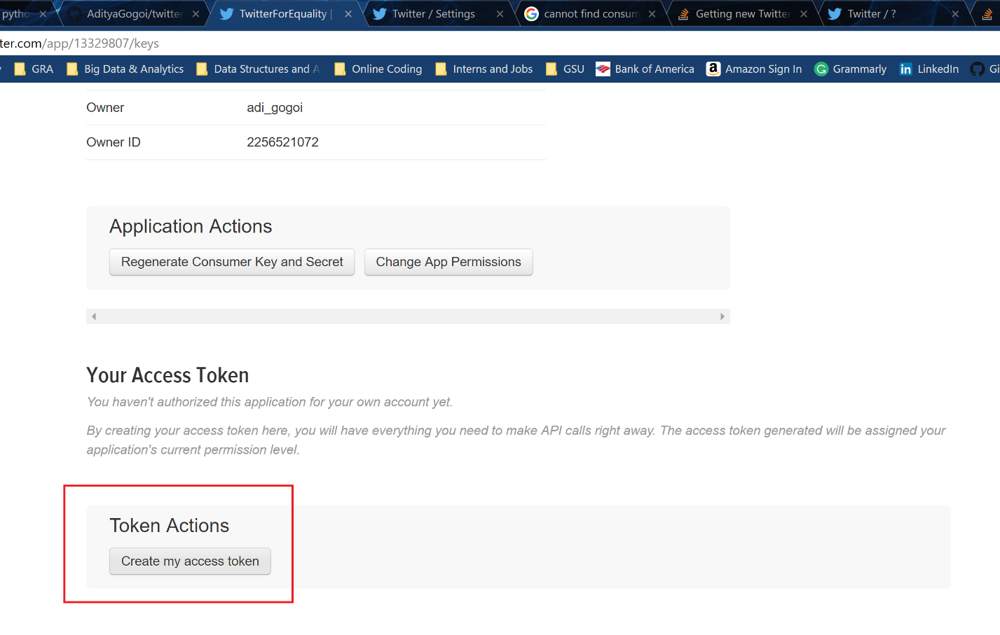 pytho AdityaGogoi/twitter TwitterForEquality | Twitter / Settings cannot find consum Getting new Twitter Twitter / ?
ter.com/app/13329807/keys
GRA Big Data & Analytics Data Structures and A Online Coding Interns and Jobs GSU Bank of America Amazon Sign In Grammarly LinkedIn Gi
Owner adi_gogoi
Owner ID 2256521072
Application Actions
Regenerate Consumer Key and Secret Change App Permissions
Your Access Token
You haven't authorized this application for your own account yet.
By creating your access token here, you will have everything you need to make API calls right away. The access token generated will be assigned your
application's current permission level.
Token Actions
Create my access token